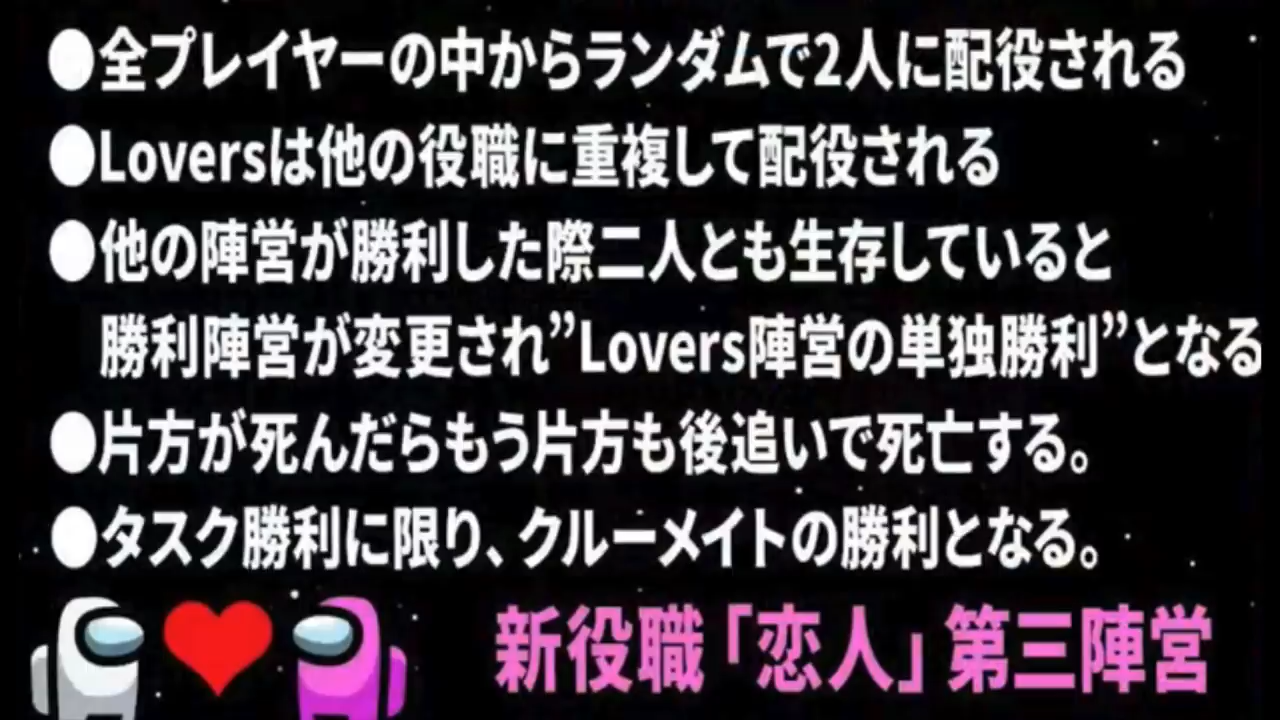 ●全プレイヤーの中からランダムで2人に配役される
●Loversは他の役職に重複して配役される
●他の陣営が勝利した際二人とも生存していると
勝利陣営が変更され”Lovers陣営の単独勝利”となる
●片方が死んだらもう片方も後追いで死亡する。
●タスク勝利に限り、クルーメイトの勝利となる。
新役職「恋人」第三陣営